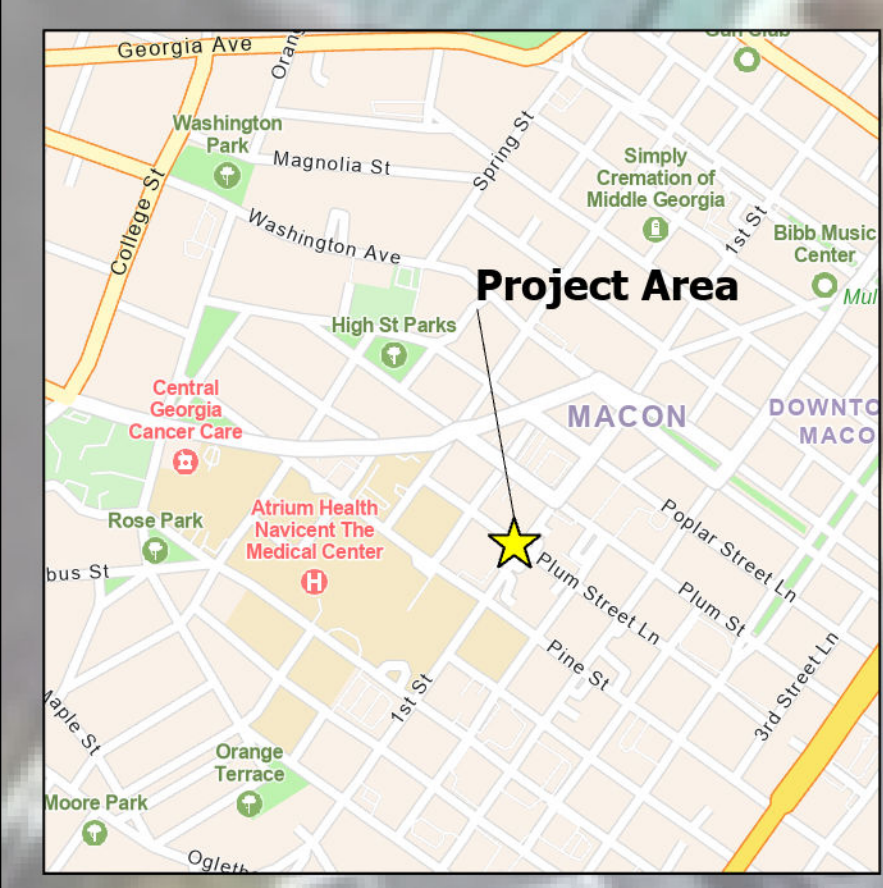 Gun Club
Georgia Ave
Oran
Washington
Park
Magnolia St
Spring St
Simply
Cremation of
Middle Georgia
College St
Washington Ave
1st St
Bibb Music
Center
Project Area
Mul
High St Parks
Central
Georgia
Cancer Care
MACON
DOWNTO
MACO
Atrium Health
Navicent The
Medical Center
H
Rose Park
Poplar Street Ln
bus St
Plum Street Ln
Plum St
Pine St
3rd Street Ln
1st St
Maple St
Orange
Terrace
Moore Park
Ogleth